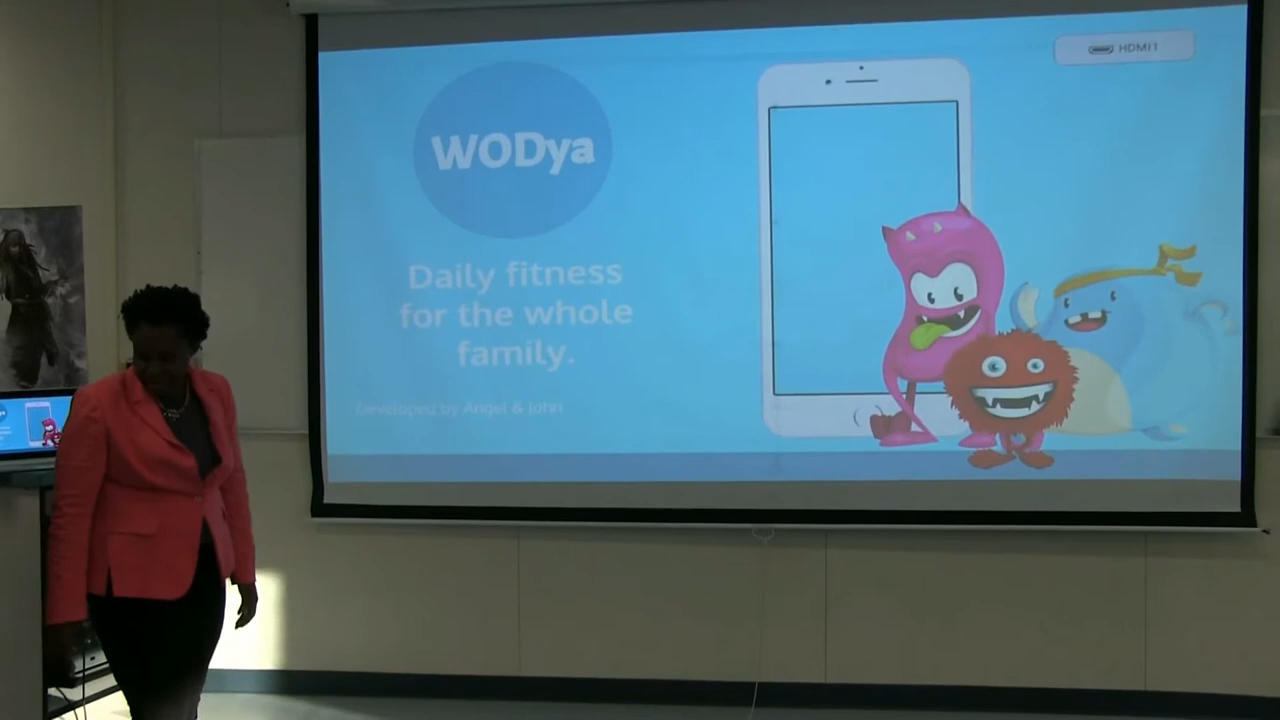 HDMI1
WODya
Daily fitness
for the whole
family.
Developed by Angel & John